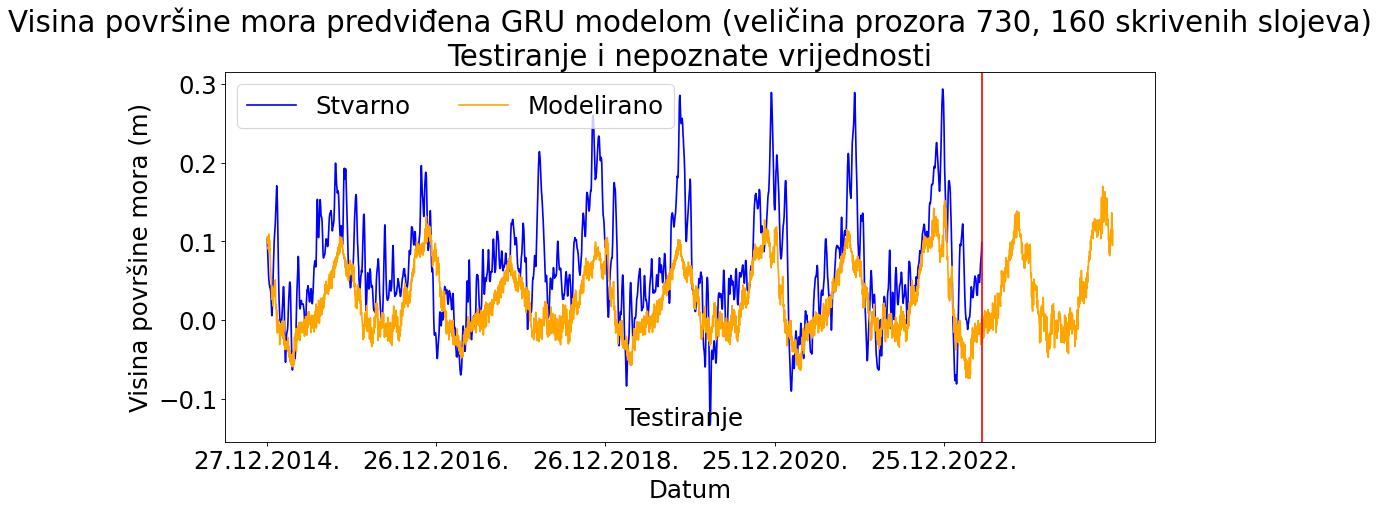 Visina površine mora predviđena GRU modelom (veličina prozora 730, 160 skrivenih slojeva)
Testiranje i nepoznate vrijednosti
Stvarno Modelirano
Visina površine mora (m)
0.3
0.2
0.1
0.0
−0.1
Testiranje
27.12.2014. 26.12.2016. 26.12.2018. 25.12.2020. 25.12.2022.
Datum